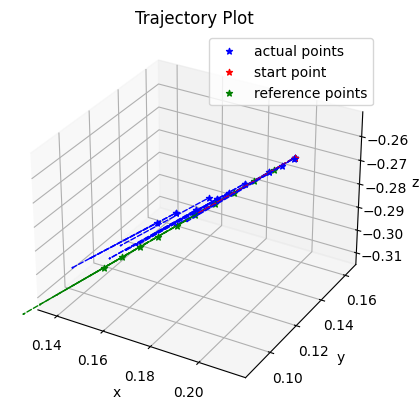 Trajectory Plot
actual points
start point
reference points
−0.26
−0.27
−0.28
−0.29
−0.30
−0.31
z
0.16
0.14
0.12
0.10
y
0.14
0.16
0.18
0.20
x